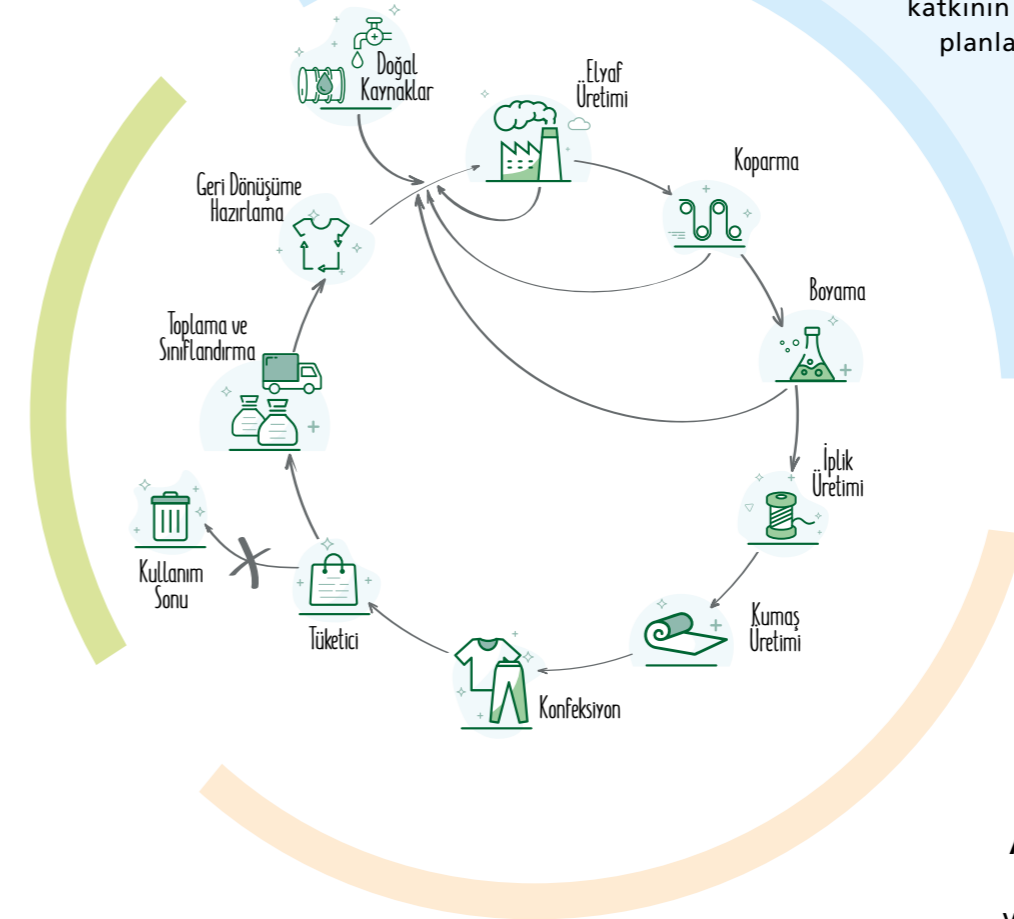 katkının
planla
Doğal
Kaynaklar
Elyaf
Üretimi
Koparma
Geri Dönüşüme
Hazırlama
Boyama
Toplama ve
Sınıflandırma
İplik
Üretimi
Kullanım
Sonu
Tüketici
Kumaş
Üretimi
Konfeksiyon